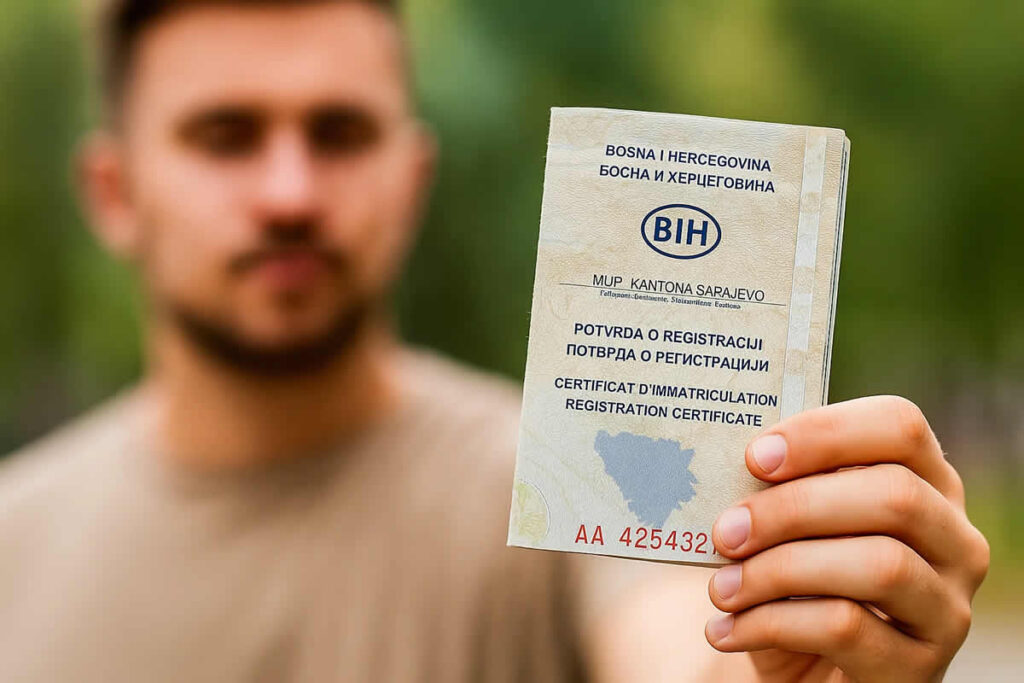 BOSNA I HERCEGOVINA
БОСНА И ХЕРЦЕГОВИНА
BIH
MUP KANTONA SARAJEVO
POTVRDA O REGISTRACIJI
ПОТВРДА О РЕГИСТРАЦИЈИ
CERTIFICAT D'IMMATRICULATION
REGISTRATION CERTIFICATE
AA 425432